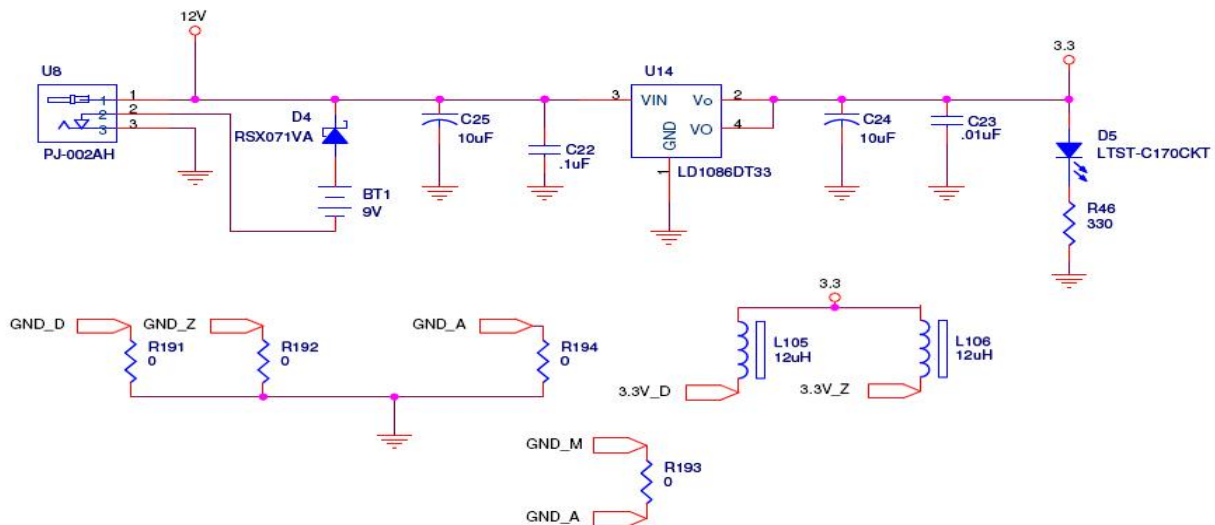 12V
3.3
U8
1
2
3
1
2
3
PJ-002AH
D4
RSX071VA
BT1
9V
C25
10uF
C22
.1uF
U14
3
VIN
Vo
2
VO
4
GND
1
LD1086DT33
C24
10uF
C23
.01uF
D5
LTST-C170CKT
R46
330
GND_D
R191
0
GND_Z
R192
0
GND_A
R194
0
3.3
L105
12uH
L106
12uH
3.3V_D
3.3V_Z
GND_M
R193
0
GND_A